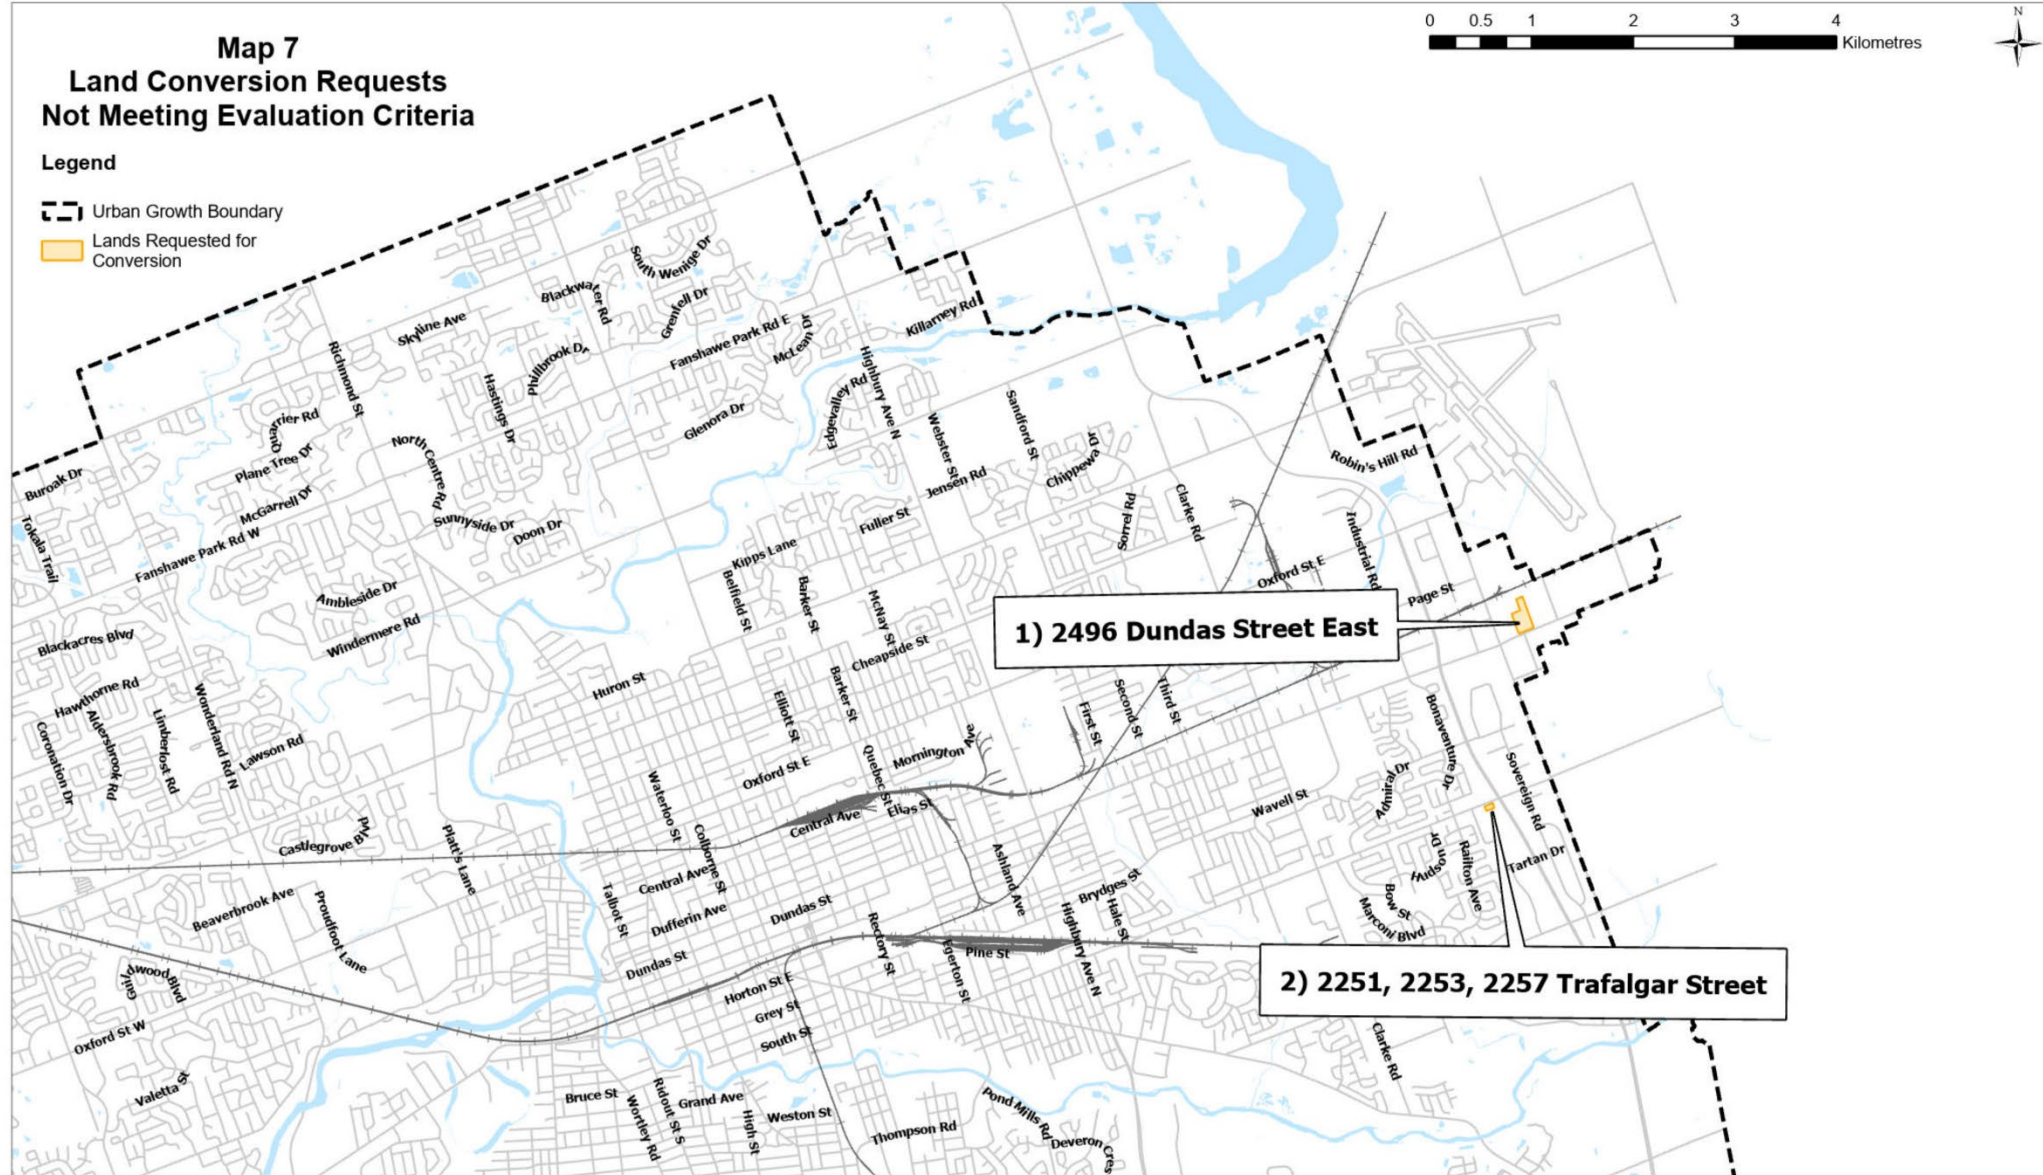 Map 7
Land Conversion Requests
Not Meeting Evaluation Criteria
0 0.5 1 2 3 4
Kilometres
N
Legend
Urban Growth Boundary
Lands Requested for
Conversion
South Wenige Dr
Blackwater Rd
Grenfell Dr
Skyline Ave
Fanshawe Park Rd E
McLean Dr
Killarney Rd
Richmond St
Phillbrook Dr
Hastings Dr
Highbury Ave N
Edgevalley Rd
Glenora Dr
Webster St
Sandford St
Chippewa Dr
Jensen Rd
Robin's Hill Rd
Quarrier Rd
Plane Tree Dr
North Centre Rd
Buroak Dr
McGarrell Dr
Sunnyside Dr
Doon Dr
Tokala Trail
Fanshawe Park Rd W
Fuller St
Sorrel Rd
Clarke Rd
Industrial Rd
Kipps Lane
Belfield St
Barker St
McNay St
Oxford St E
Page St
Ambleside Dr
Windermere Rd
Blackacres Blvd
1) 2496 Dundas Street East
Cheapside St
Huron St
Barker St
Elliott St
Hawthorne Rd
Aldersbrook Rd
Coronation Dr
Limberlost Rd
Wonderland Rd N
Lawson Rd
First St
Second St
Third St
Bonaventure Dr
Mornington Ave
Quebec St
Oxford St E
Waterloo St
Elias St
Central Ave
Admiral Dr
Sovereign Rd
Wavell St
Castlegrove Blvd
Platt's Lane
Colborne St
Central Ave
Hudson Dr
Railton Ave
Tartan Dr
Ashland Ave
Brydges St
Hale St
Bow St
Marconi Blvd
Beaverbrook Ave
Proudfoot Lane
Talbot St
Dufferin Ave
Dundas St
Rectory St
Egerton St
Pine St
Highbury Ave N
Dundas St
Guildwood Blvd
Horton St E
Grey St
South St
2) 2251, 2253, 2257 Trafalgar Street
Oxford St W
Valetta St
Clarke Rd
Bruce St
Wortley Rd
Ridout St S
Grand Ave
High St
Weston St
Thompson Rd
Pond Mills Rd
Deveron Cres